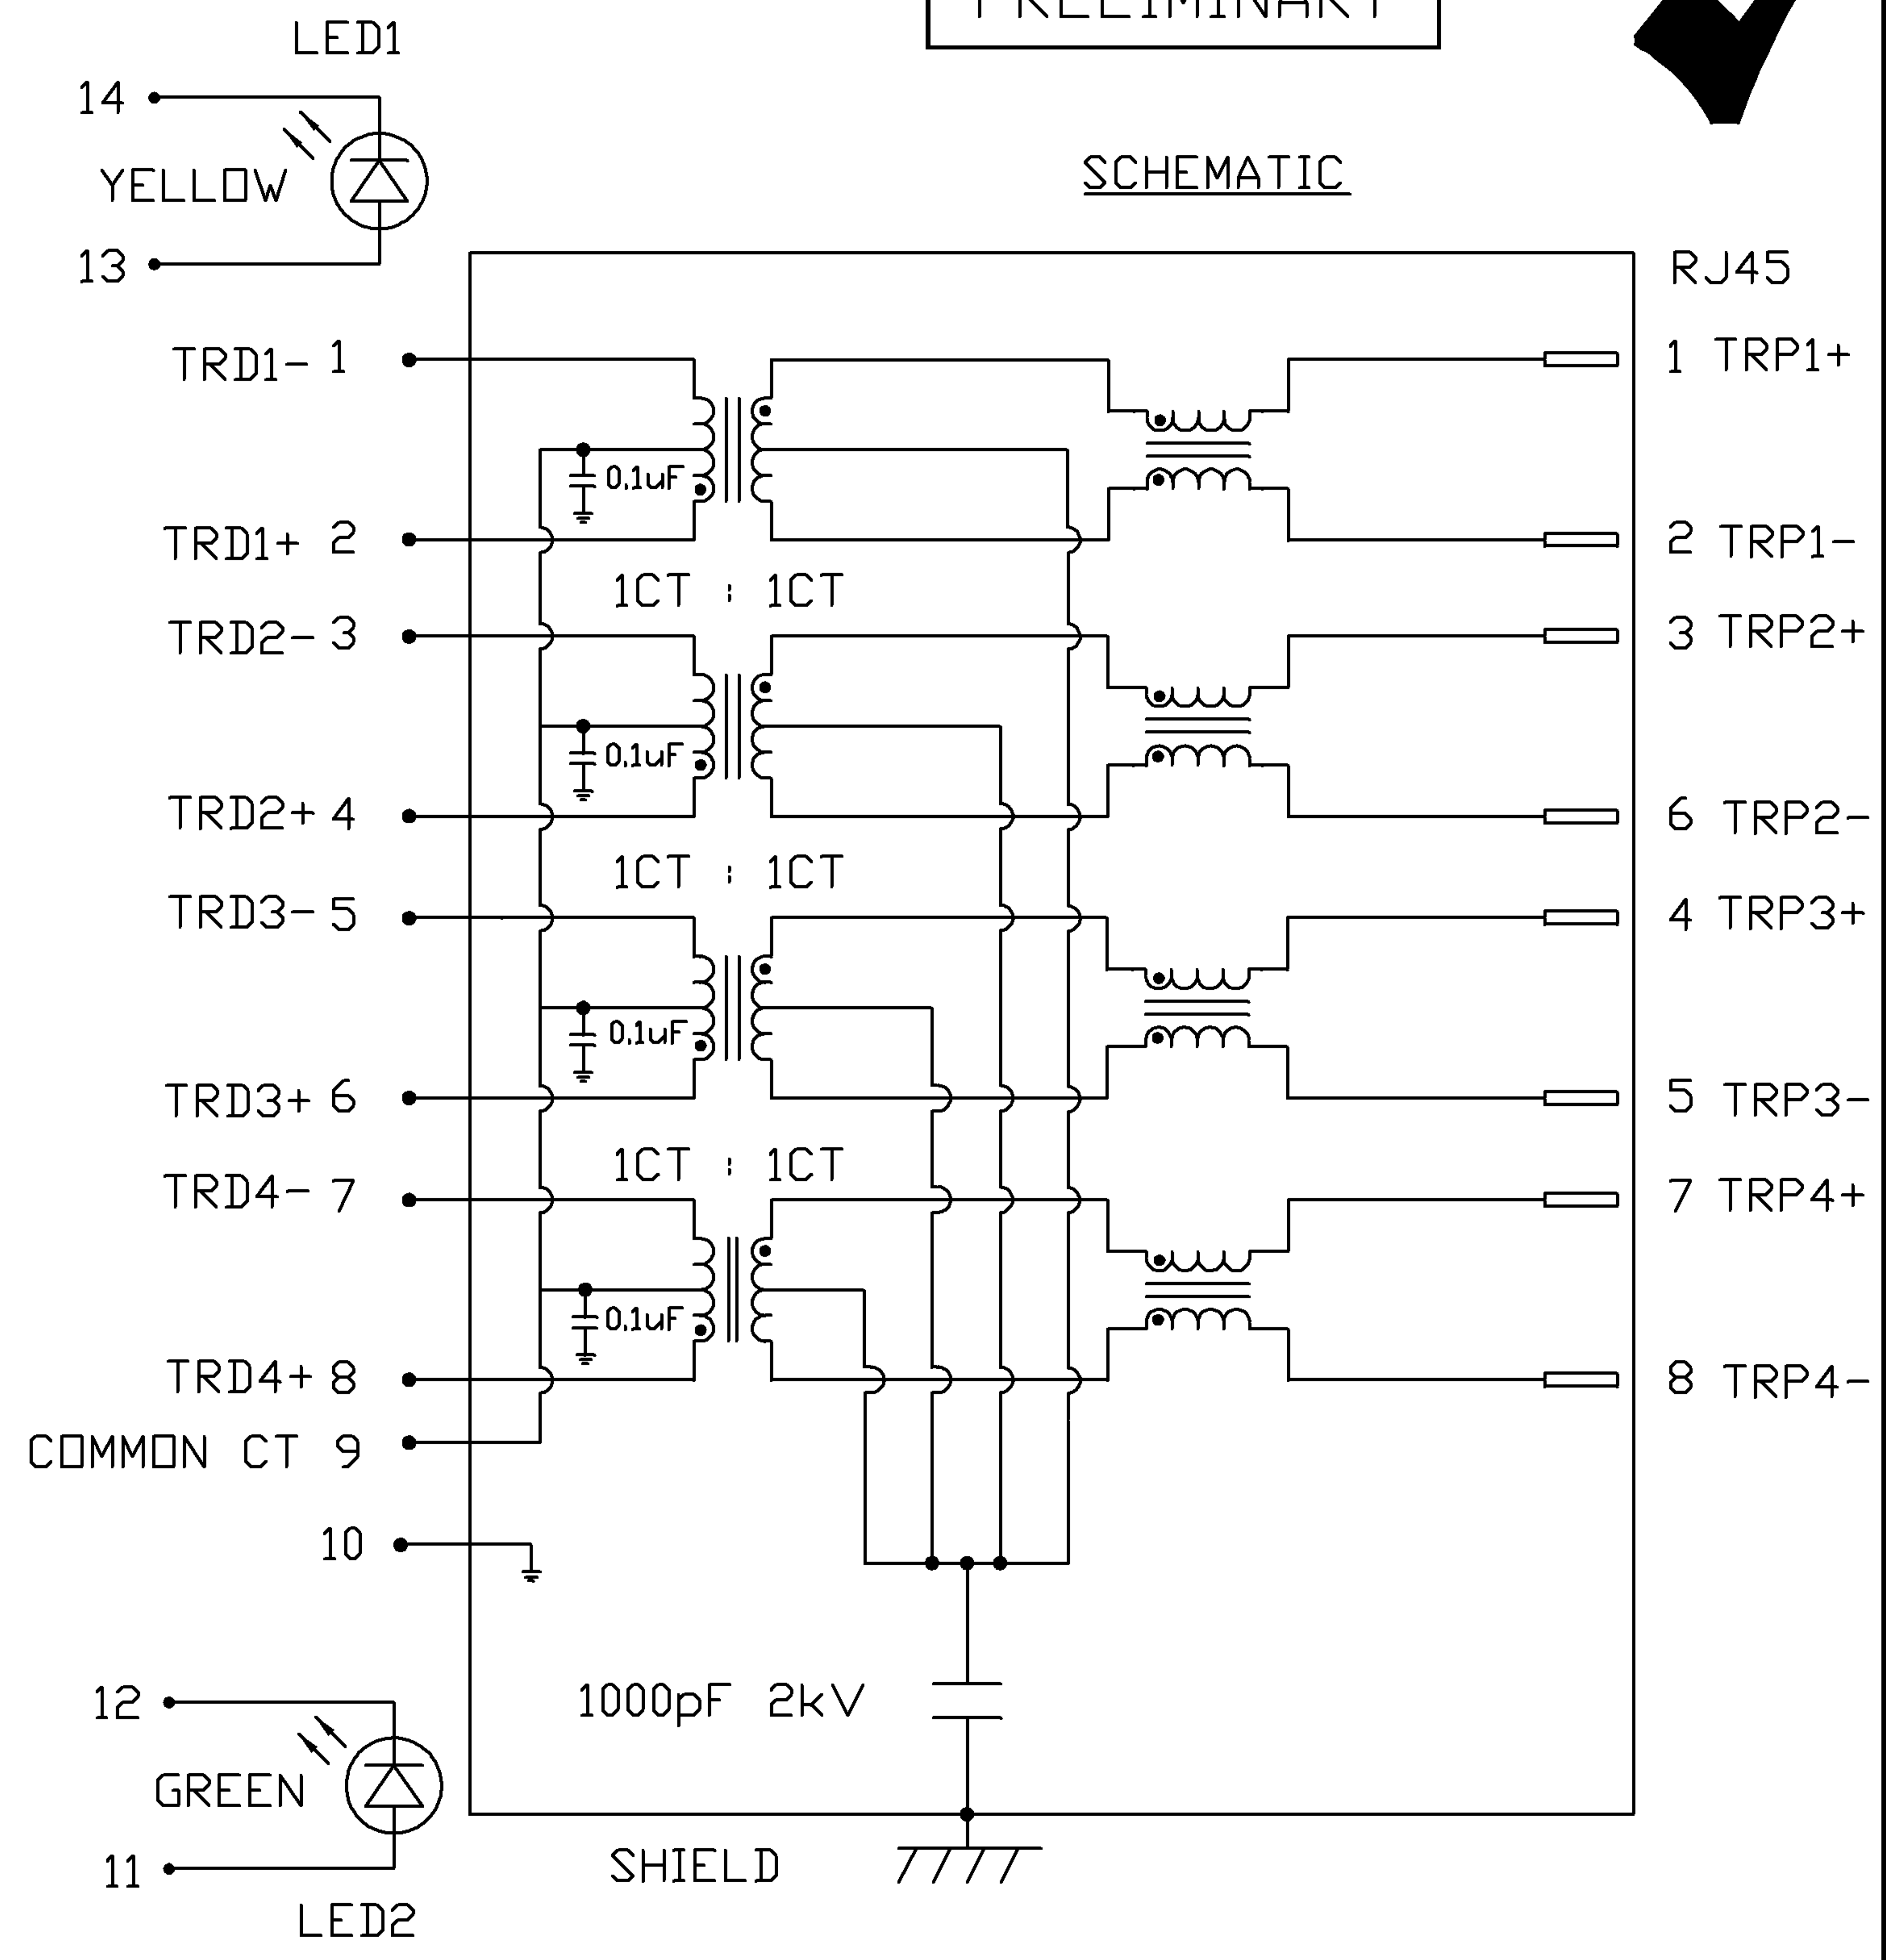 PRELIMINARY
LED1
14
YELLOW
13
SCHEMATIC
RJ45
TRD1- 1
1 TRP1+
0.1uF
TRD1+ 2
2 TRP1-
1CT : 1CT
TRD2- 3
3 TRP2+
0.1uF
TRD2+ 4
6 TRP2-
1CT : 1CT
TRD3- 5
4 TRP3+
0.1uF
TRD3+ 6
5 TRP3-
1CT : 1CT
TRD4- 7
7 TRP4+
0.1uF
TRD4+ 8
8 TRP4-
COMMON CT 9
10
12
1000pF 2kV
GREEN
11
SHIELD
LED2